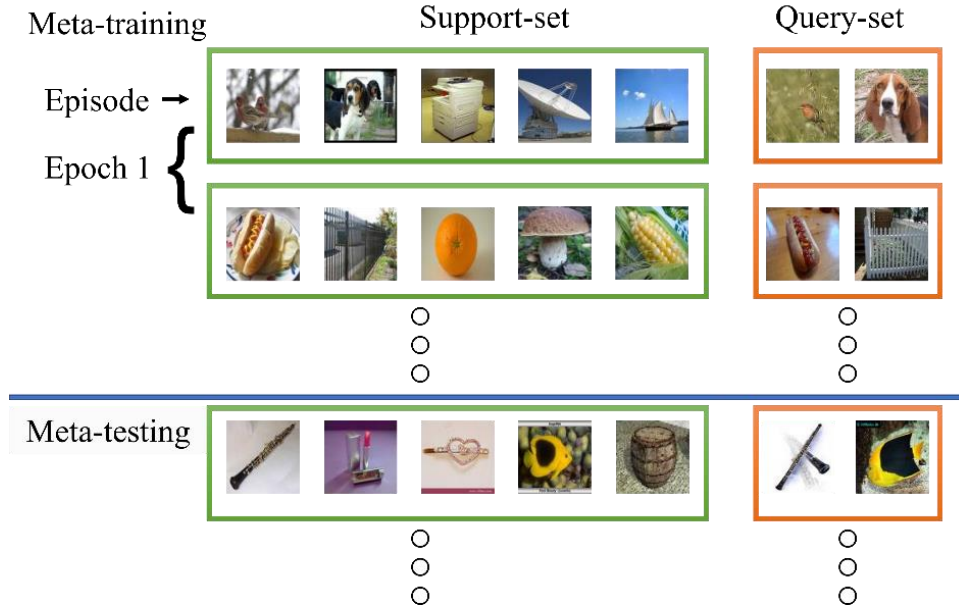 Meta-training
Support-set
Query-set
Episode
Epoch 1
Meta-testing